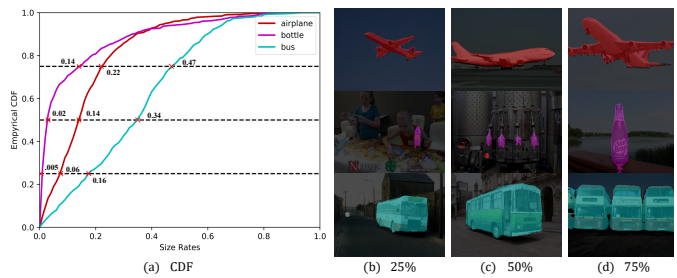 1.0
0.8
0.6
0.4
0.2
0.0
Empyrical CDF
airplane
bottle
bus
0.14
0.22
0.47
0.02
0.14
0.34
.005
0.06
0.16
0.0 0.2 0.4 0.6 0.8 1.0
Size Rates
(a) CDF
(b) 25%
(c) 50%
(d) 75%